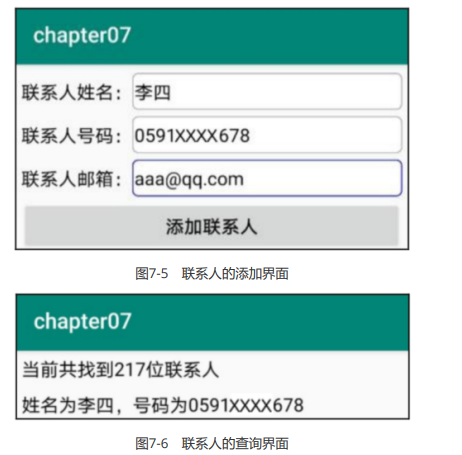 chapter07
联系人姓名：李四
联系人号码：0591XXXX678
联系人邮箱：aaa@qq.com
添加联系人
图7-5 联系人的添加界面
chapter07
当前共找到217位联系人
姓名为李四，号码为0591XXXX678
图7-6 联系人的查询界面